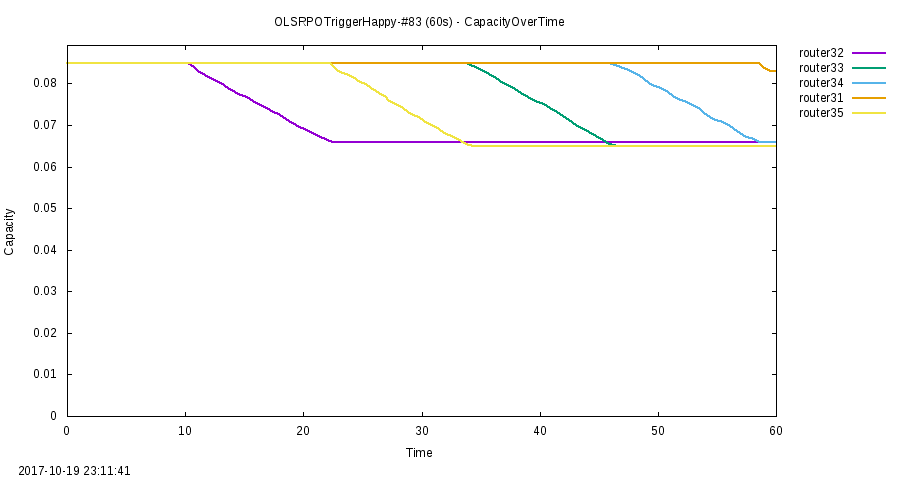 OLSRPOTriggerHappy-#83 (60s) - CapacityOverTime
router32
router33
router34
router31
router35
0.08
0.07
0.06
0.05
0.04
0.03
0.02
0.01
0
Capacity
0 10 20 30 40 50 60
Time
2017-10-19 23:11:41